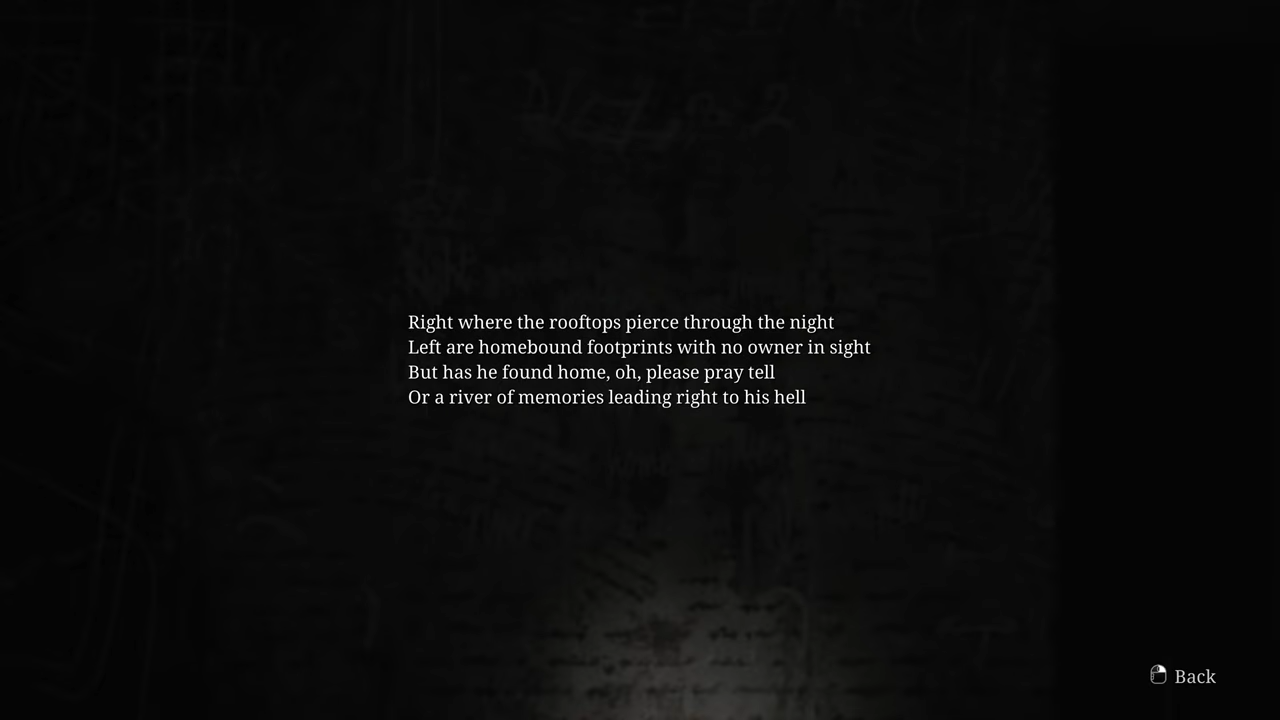 Right where the rooftops pierce through the night
Left are homebound footprints with no owner in sight
But has he found home, oh, please pray tell
Or a river of memories leading right to his hell
Back